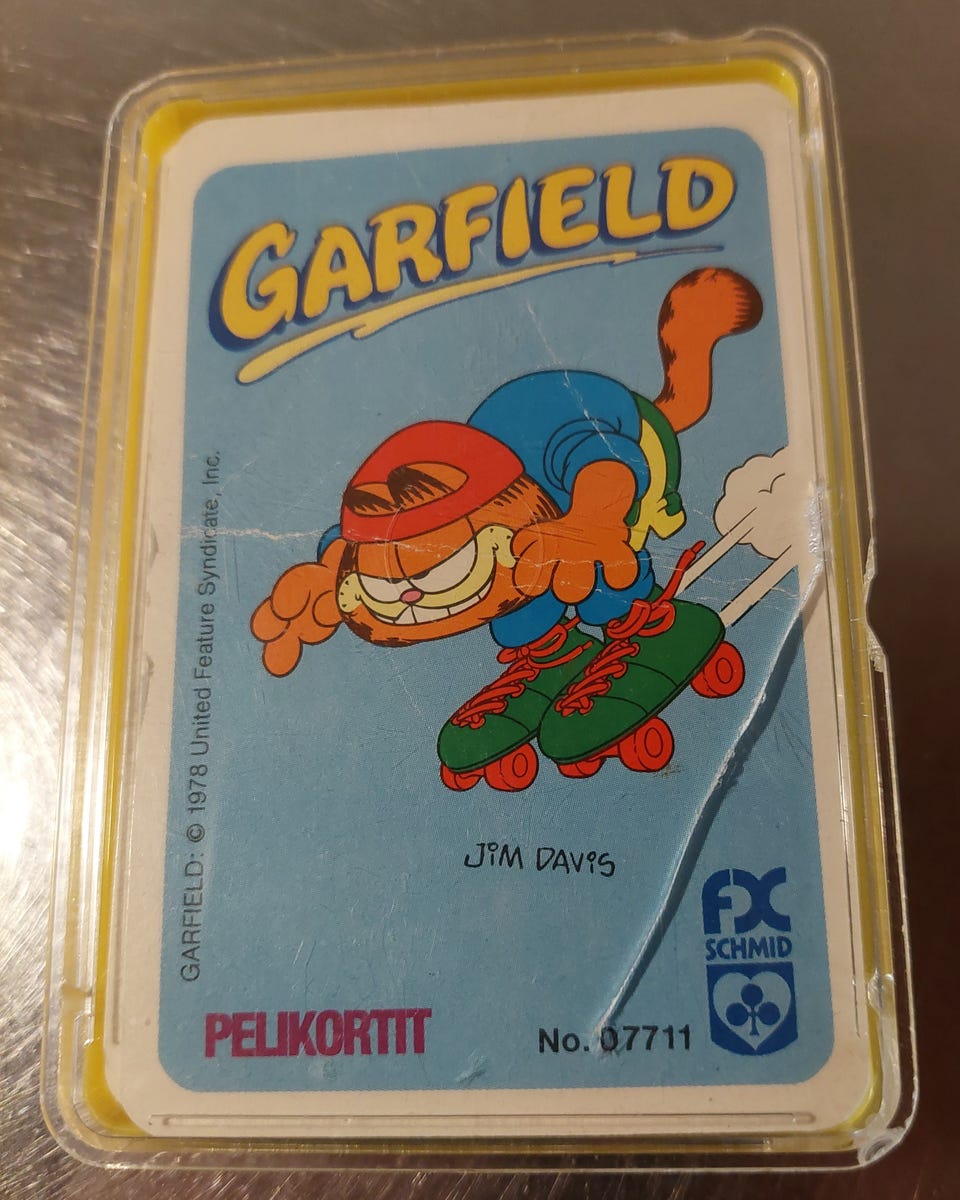 GARFIELD
GARFIELD: © 1978 United Feature Syndicate, Inc.
JIM DAVIS
FX
SCHMID
PELIKORTIT
No. 07711